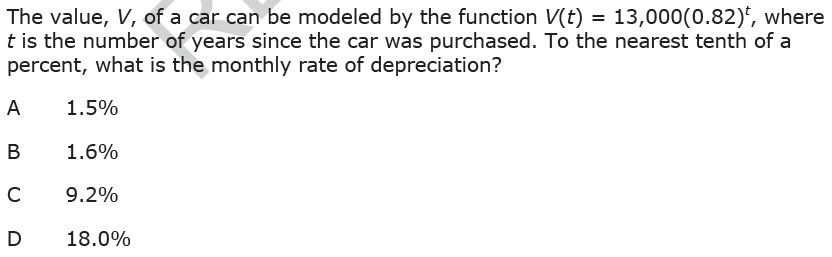 The value, V, of a car can be modeled by the function V(t) = 13,000(0.82)ᵗ, where
t is the number of years since the car was purchased. To the nearest tenth of a
percent, what is the monthly rate of depreciation?
A 1.5%
B 1.6%
C 9.2%
D 18.0%